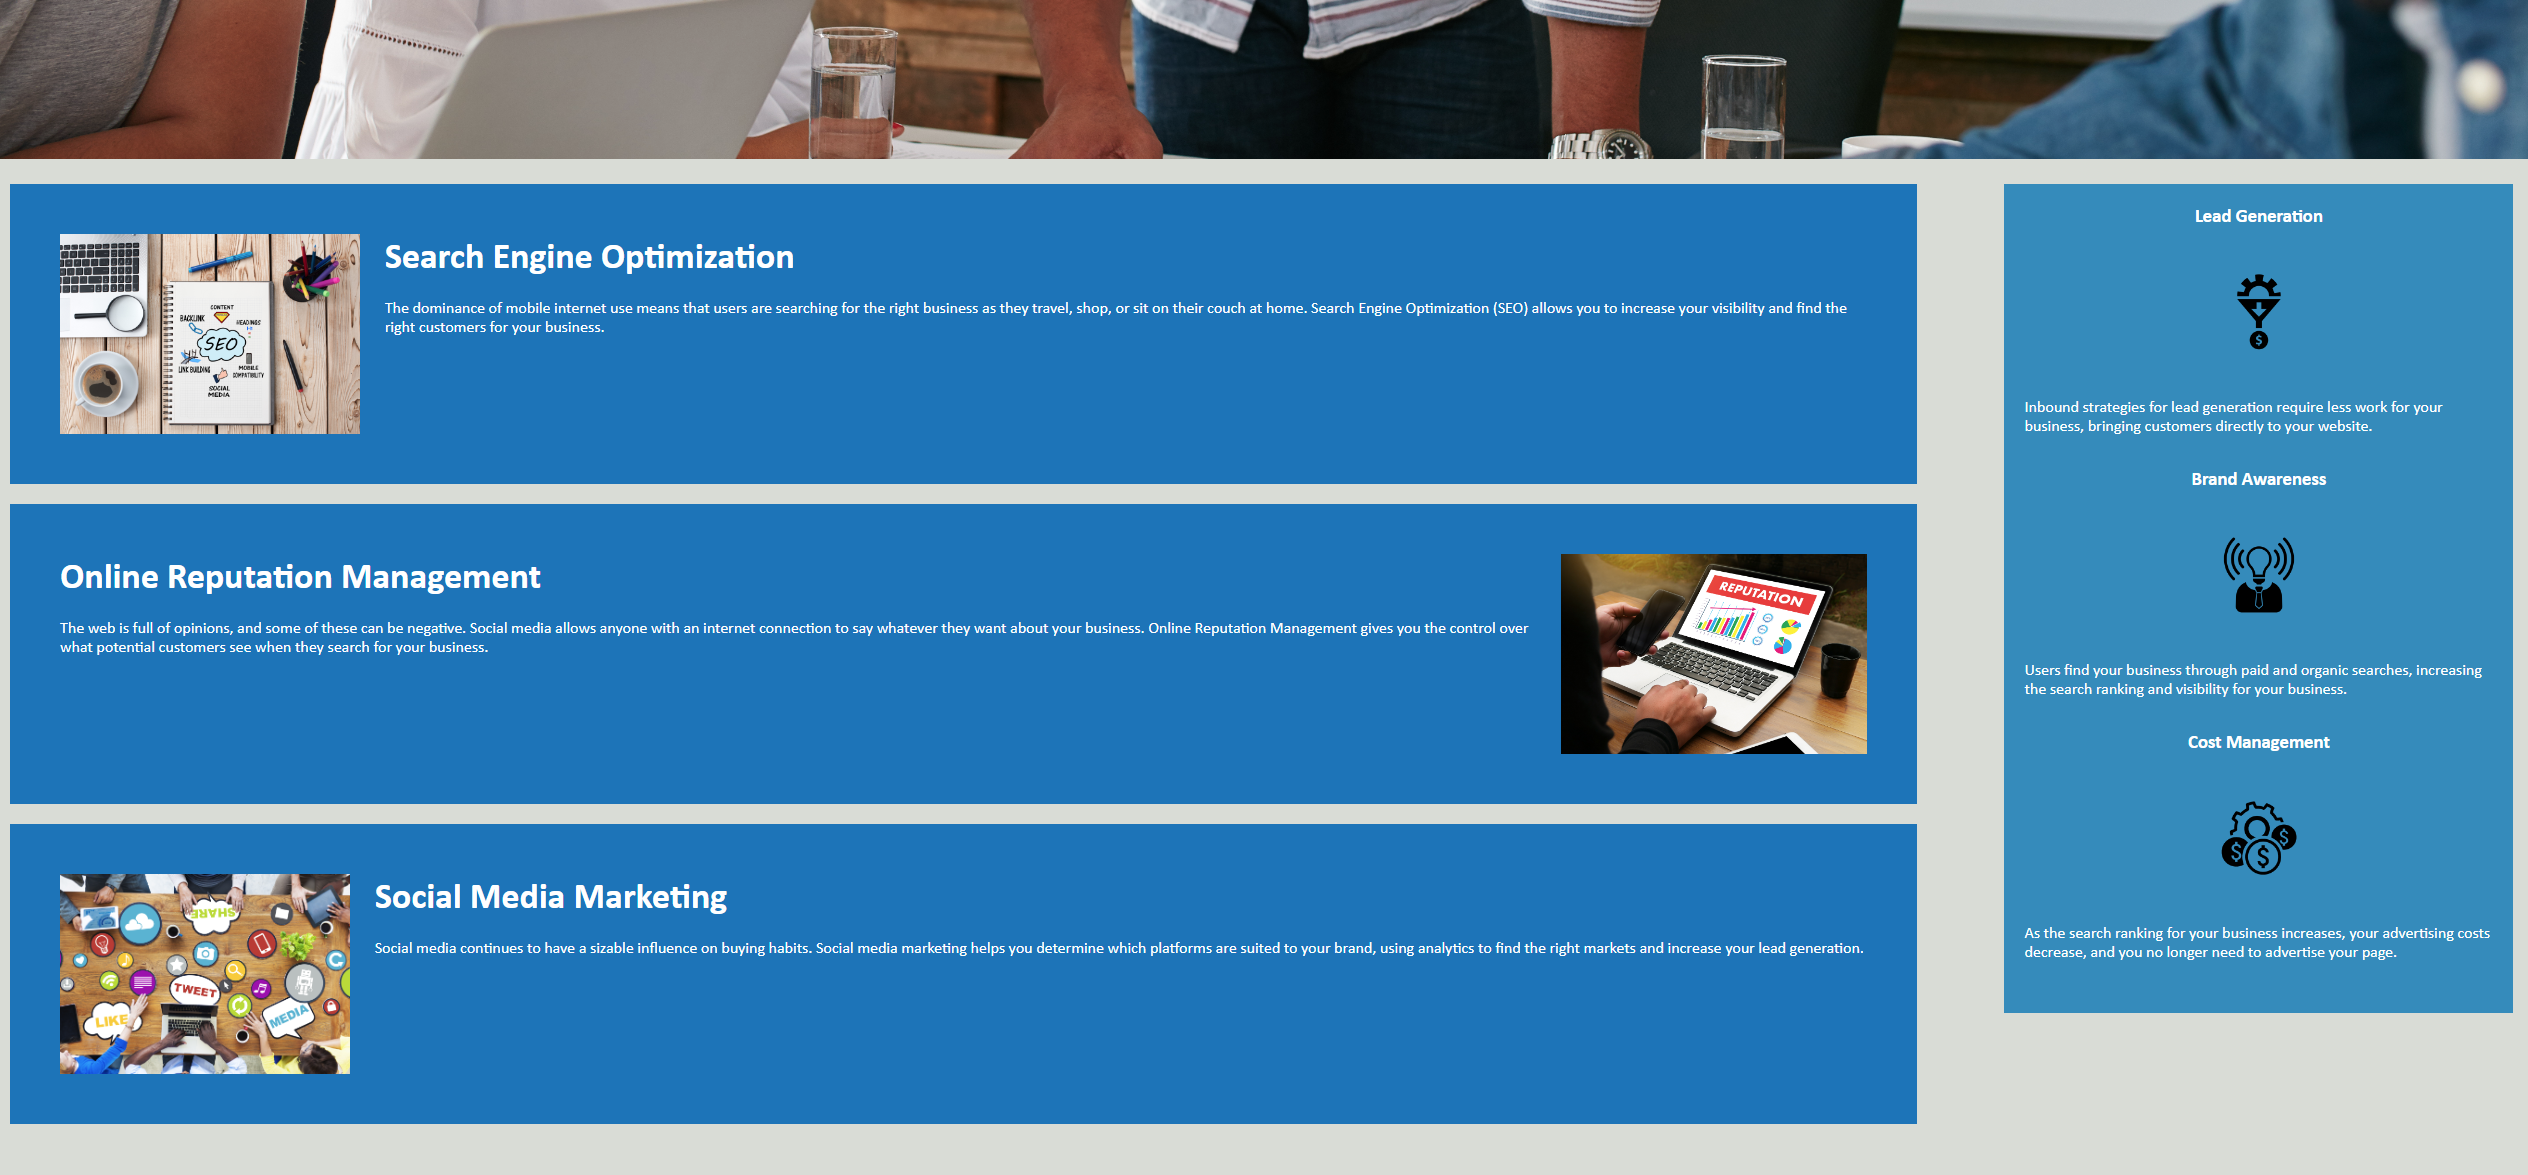 Search Engine Optimization
The dominance of mobile internet use means that users are searching for the right business as they travel, shop, or sit on their couch at home. Search Engine Optimization (SEO) allows you to increase your visibility and find the
right customers for your business.
CONTENT
BACKLINK
HEADINGS
SEO
LINK BUILDING
MOBILE
COMPATIBILITY
SOCIAL
MEDIA
Online Reputation Management
The web is full of opinions, and some of these can be negative. Social media allows anyone with an internet connection to say whatever they want about your business. Online Reputation Management gives you the control over
what potential customers see when they search for your business.
REPUTATION
Social Media Marketing
Social media continues to have a sizable influence on buying habits. Social media marketing helps you determine which platforms are suited to your brand, using analytics to find the right markets and increase your lead generation.
SHARE
TWEET
LIKE
MEDIA
Lead Generation
$
Inbound strategies for lead generation require less work for your
business, bringing customers directly to your website.
Brand Awareness
Users find your business through paid and organic searches, increasing
the search ranking and visibility for your business.
Cost Management
$
$
$
As the search ranking for your business increases, your advertising costs
decrease, and you no longer need to advertise your page.